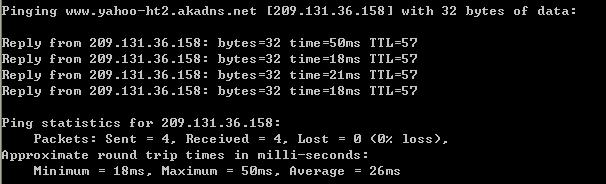 Pinging www.yahoo-ht2.akadns.net [209.131.36.158] with 32 bytes of data:
Reply from 209.131.36.158: bytes=32 time=50ms TTL=57
Reply from 209.131.36.158: bytes=32 time=18ms TTL=57
Reply from 209.131.36.158: bytes=32 time=21ms TTL=57
Reply from 209.131.36.158: bytes=32 time=18ms TTL=57
Ping statistics for 209.131.36.158:
Packets: Sent = 4, Received = 4, Lost = 0 (0% loss),
Approximate round trip times in milli-seconds:
Minimum = 18ms, Maximum = 50ms, Average = 26ms